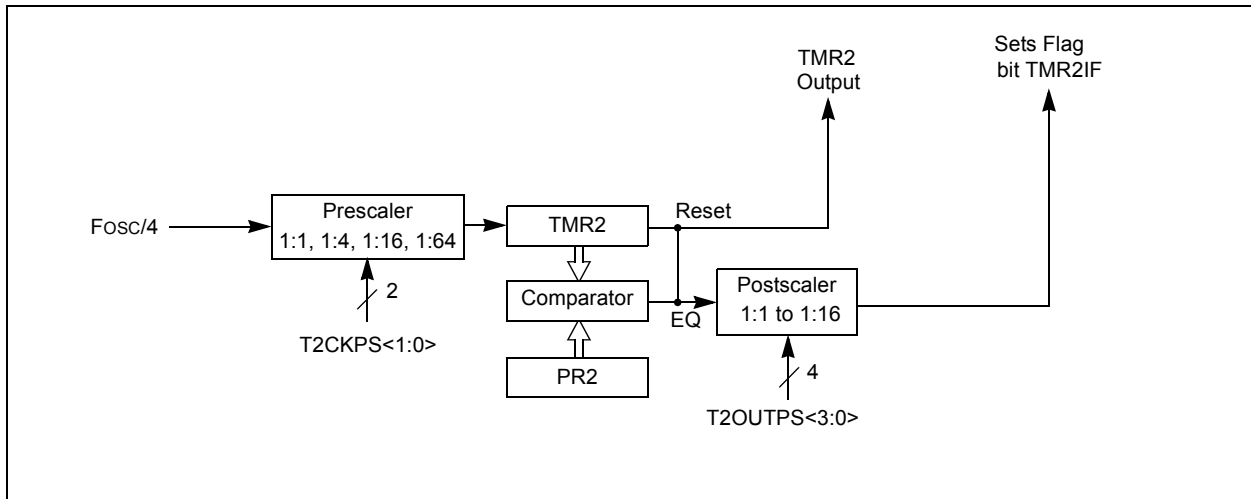 TMR2
Output
Sets Flag
bit TMR2IF
FOSC/4
Prescaler
1:1, 1:4, 1:16, 1:64
2
T2CKPS<1:0>
TMR2
Reset
Comparator
EQ
PR2
Postscaler
1:1 to 1:16
4
T2OUTPS<3:0>